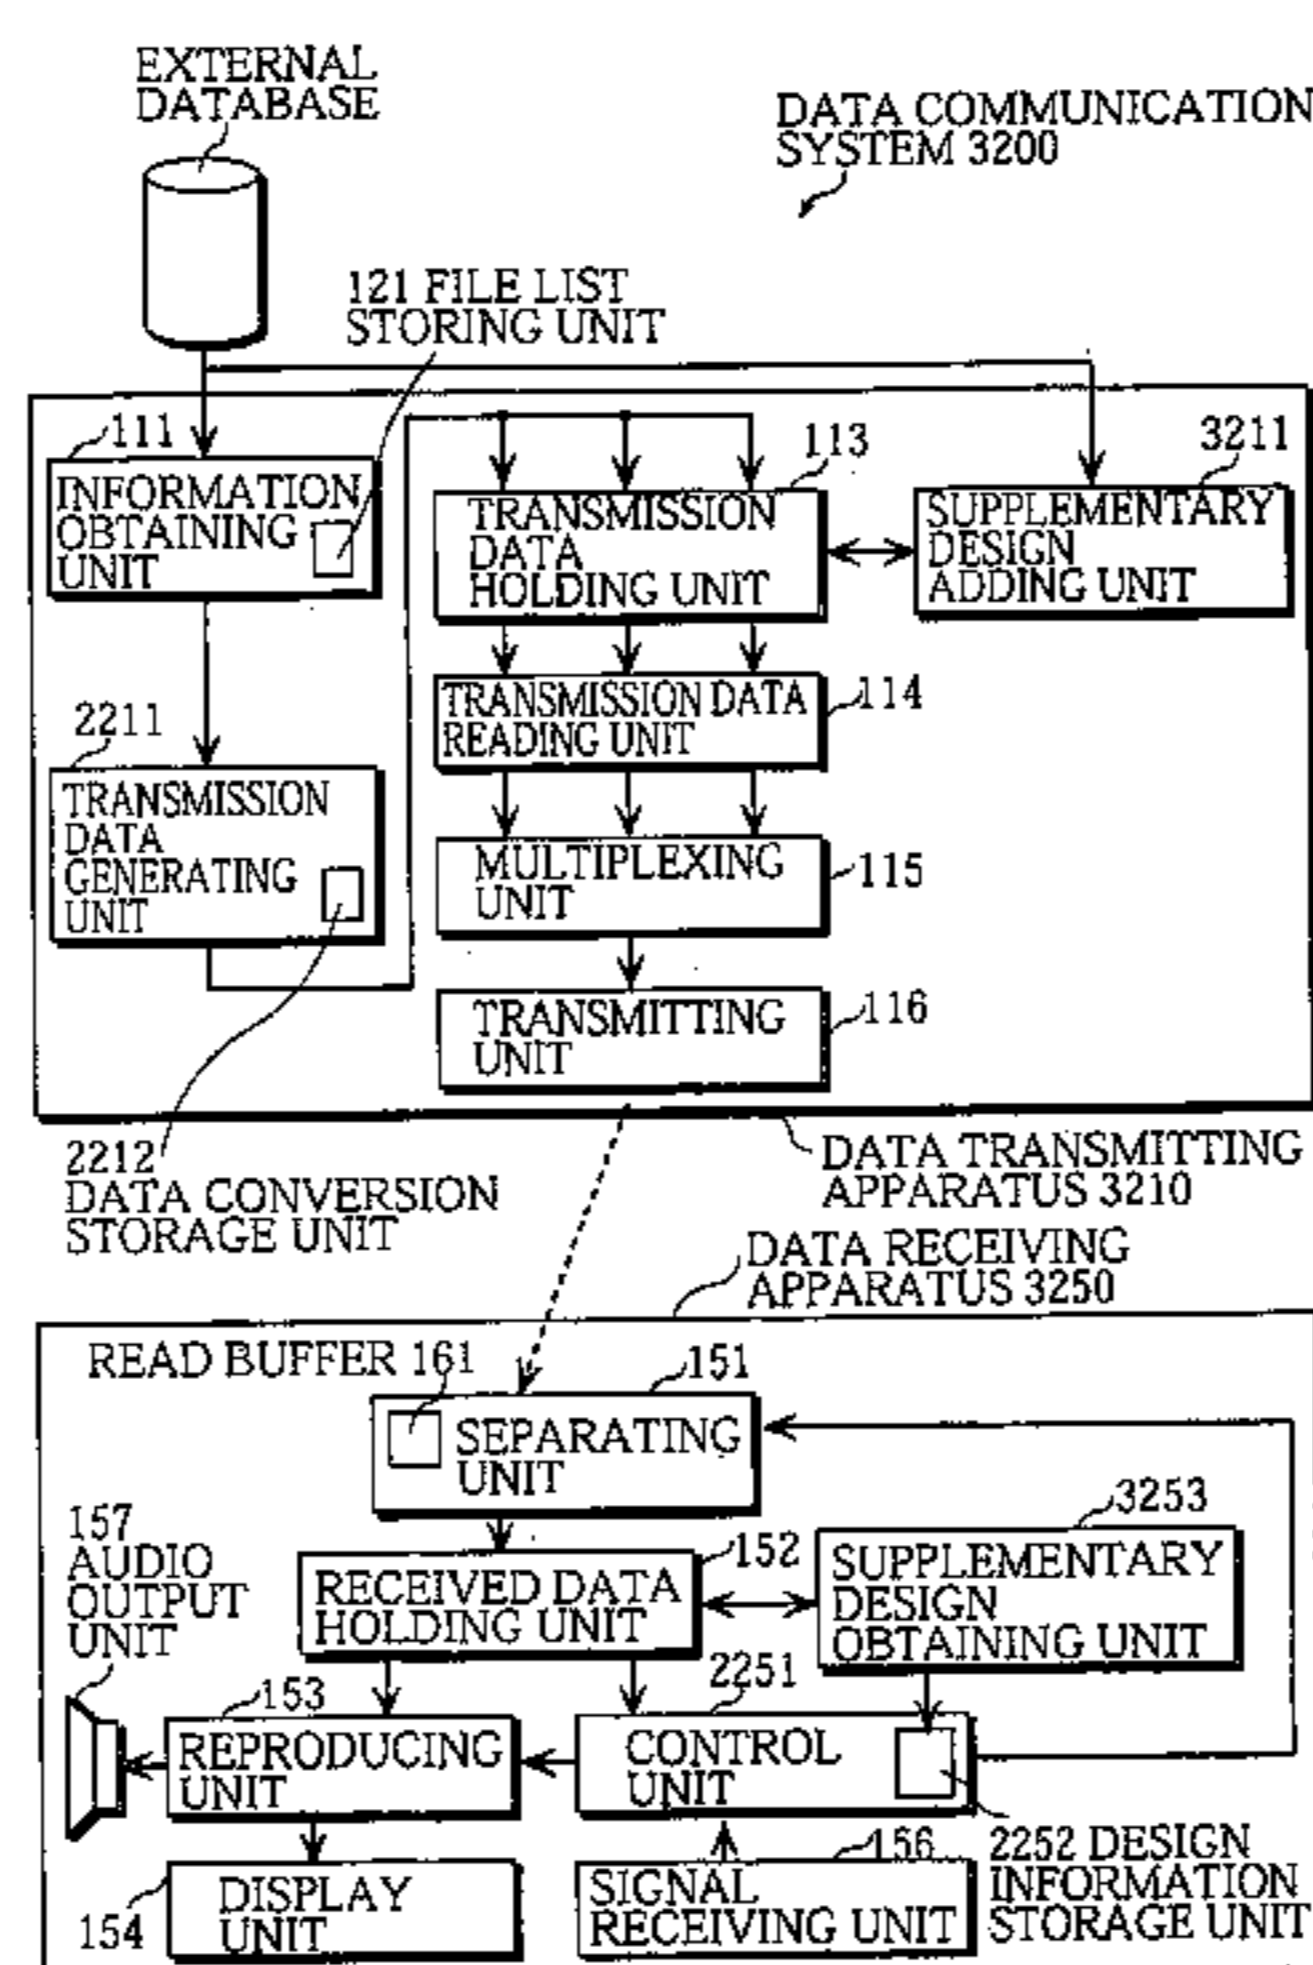 EXTERNAL
DATABASE
DATA COMMUNICATION
SYSTEM 3200
121 FILE LIST
STORING UNIT
111
INFORMATION
OBTAINING
UNIT
113
TRANSMISSION
DATA
HOLDING UNIT
3211
SUPPLEMENTARY
DESIGN
ADDING UNIT
114
TRANSMISSION DATA
READING UNIT
2211
TRANSMISSION
DATA
GENERATING
UNIT
MULTIPLEXING
UNIT
115
TRANSMITTING
UNIT
116
2212
DATA CONVERSION
STORAGE UNIT
DATA TRANSMITTING
APPARATUS 3210
DATA RECEIVING
APPARATUS 3250
READ BUFFER 161
151
SEPARATING
UNIT
157
AUDIO
OUTPUT
UNIT
152
RECEIVED DATA
HOLDING UNIT
3253
SUPPLEMENTARY
DESIGN
OBTAINING UNIT
153
REPRODUCING
UNIT
2251
CONTROL
UNIT
154
DISPLAY
UNIT
156
SIGNAL
RECEIVING UNIT
2252 DESIGN
INFORMATION
STORAGE UNIT